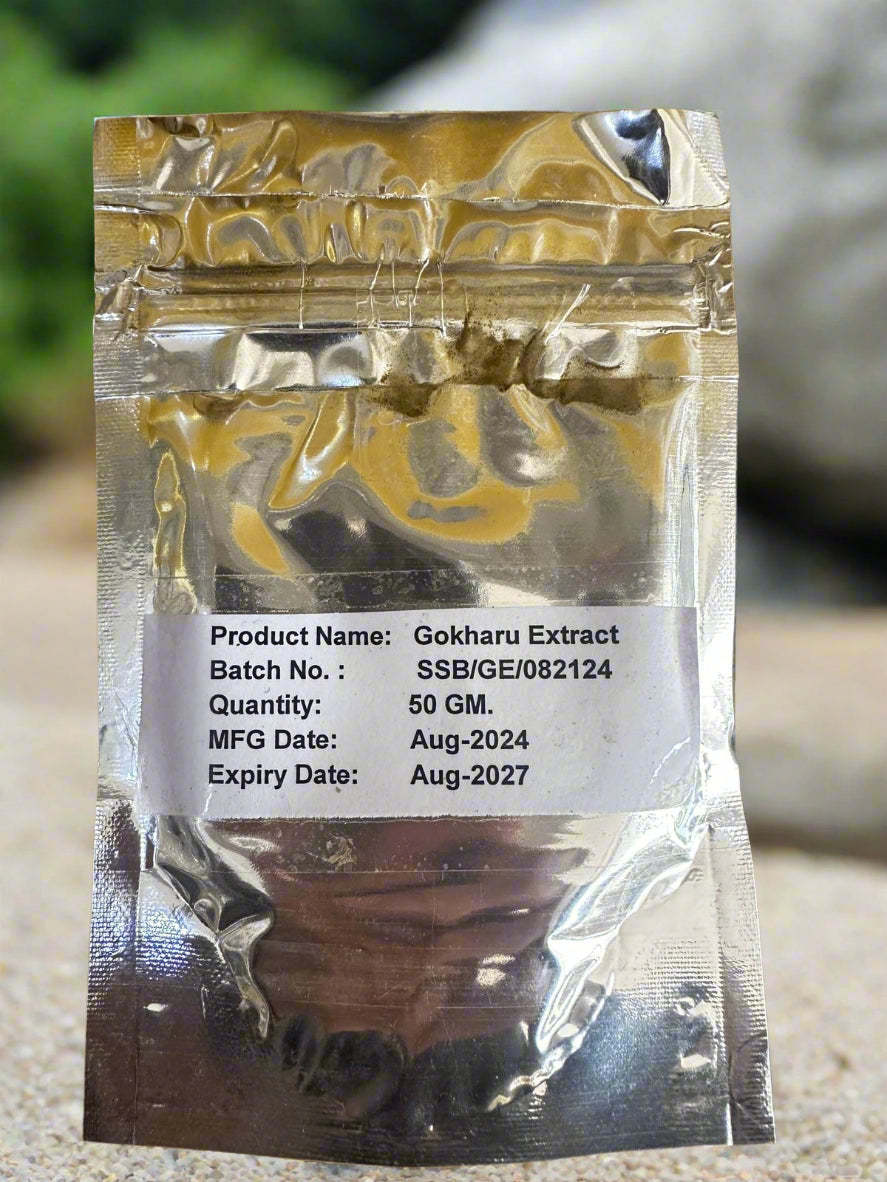 Product Name: Gokharu Extract
Batch No. : SSB/GE/082124
Quantity: 50 GM.
MFG Date: Aug-2024
Expiry Date: Aug-2027